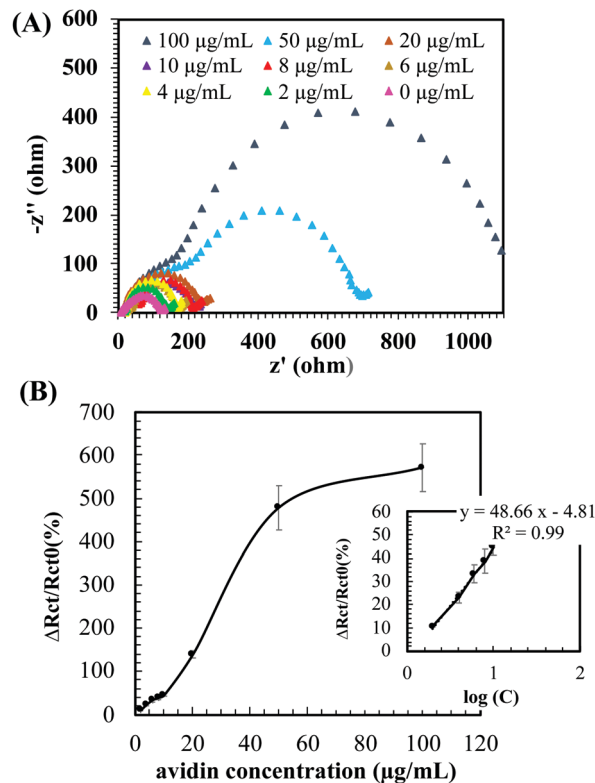 (A)
600
500
400
300
200
100
0
-z'' (ohm)
100 µg/mL 50 µg/mL 20 µg/mL
10 µg/mL 8 µg/mL 6 µg/mL
4 µg/mL 2 µg/mL 0 µg/mL
0 200 400 600 800 1000
z' (ohm)
(B)
700
600
500
400
300
200
100
0
ΔRct/Rct0(%)
0 20 40 60 80 100 120
avidin concentration (µg/mL)
y = 48.66 x - 4.81
R² = 0.99
60
50
40
30
20
10
0
ΔRct/Rct0(%)
0 1 2
log (C)